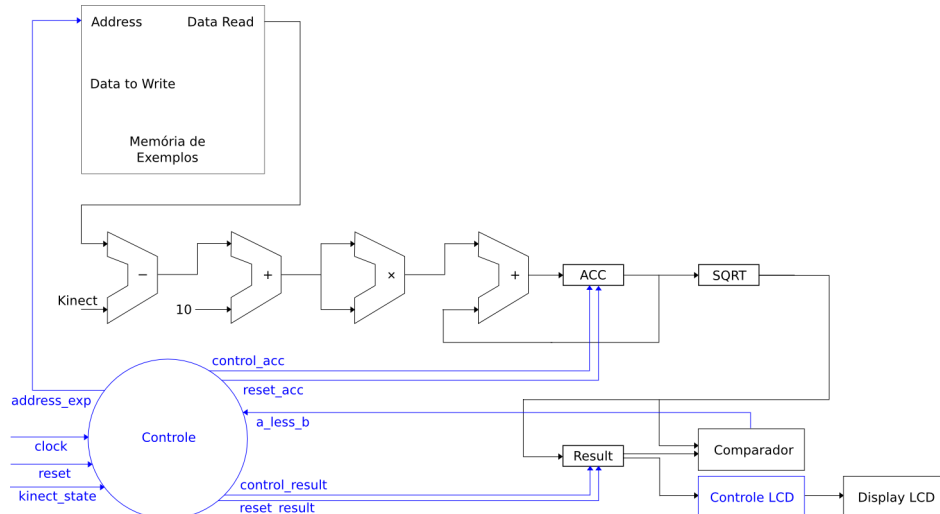 Address
Data Read
Data to Write
Memória de
Exemplos
Kinect
−
10
+
×
+
ACC
SQRT
control_acc
reset_acc
address_exp
a_less_b
Controle
clock
reset
kinect_state
control_result
reset_result
Result
Comparador
Controle LCD
Display LCD